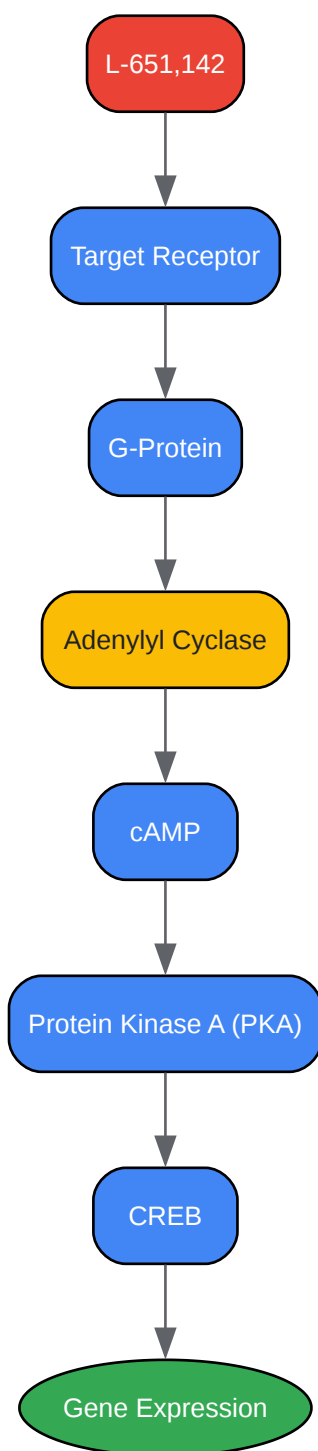 L-651,142
Target Receptor
G-Protein
Adenylyl Cyclase
cAMP
Protein Kinase A (PKA)
CREB
Gene Expression